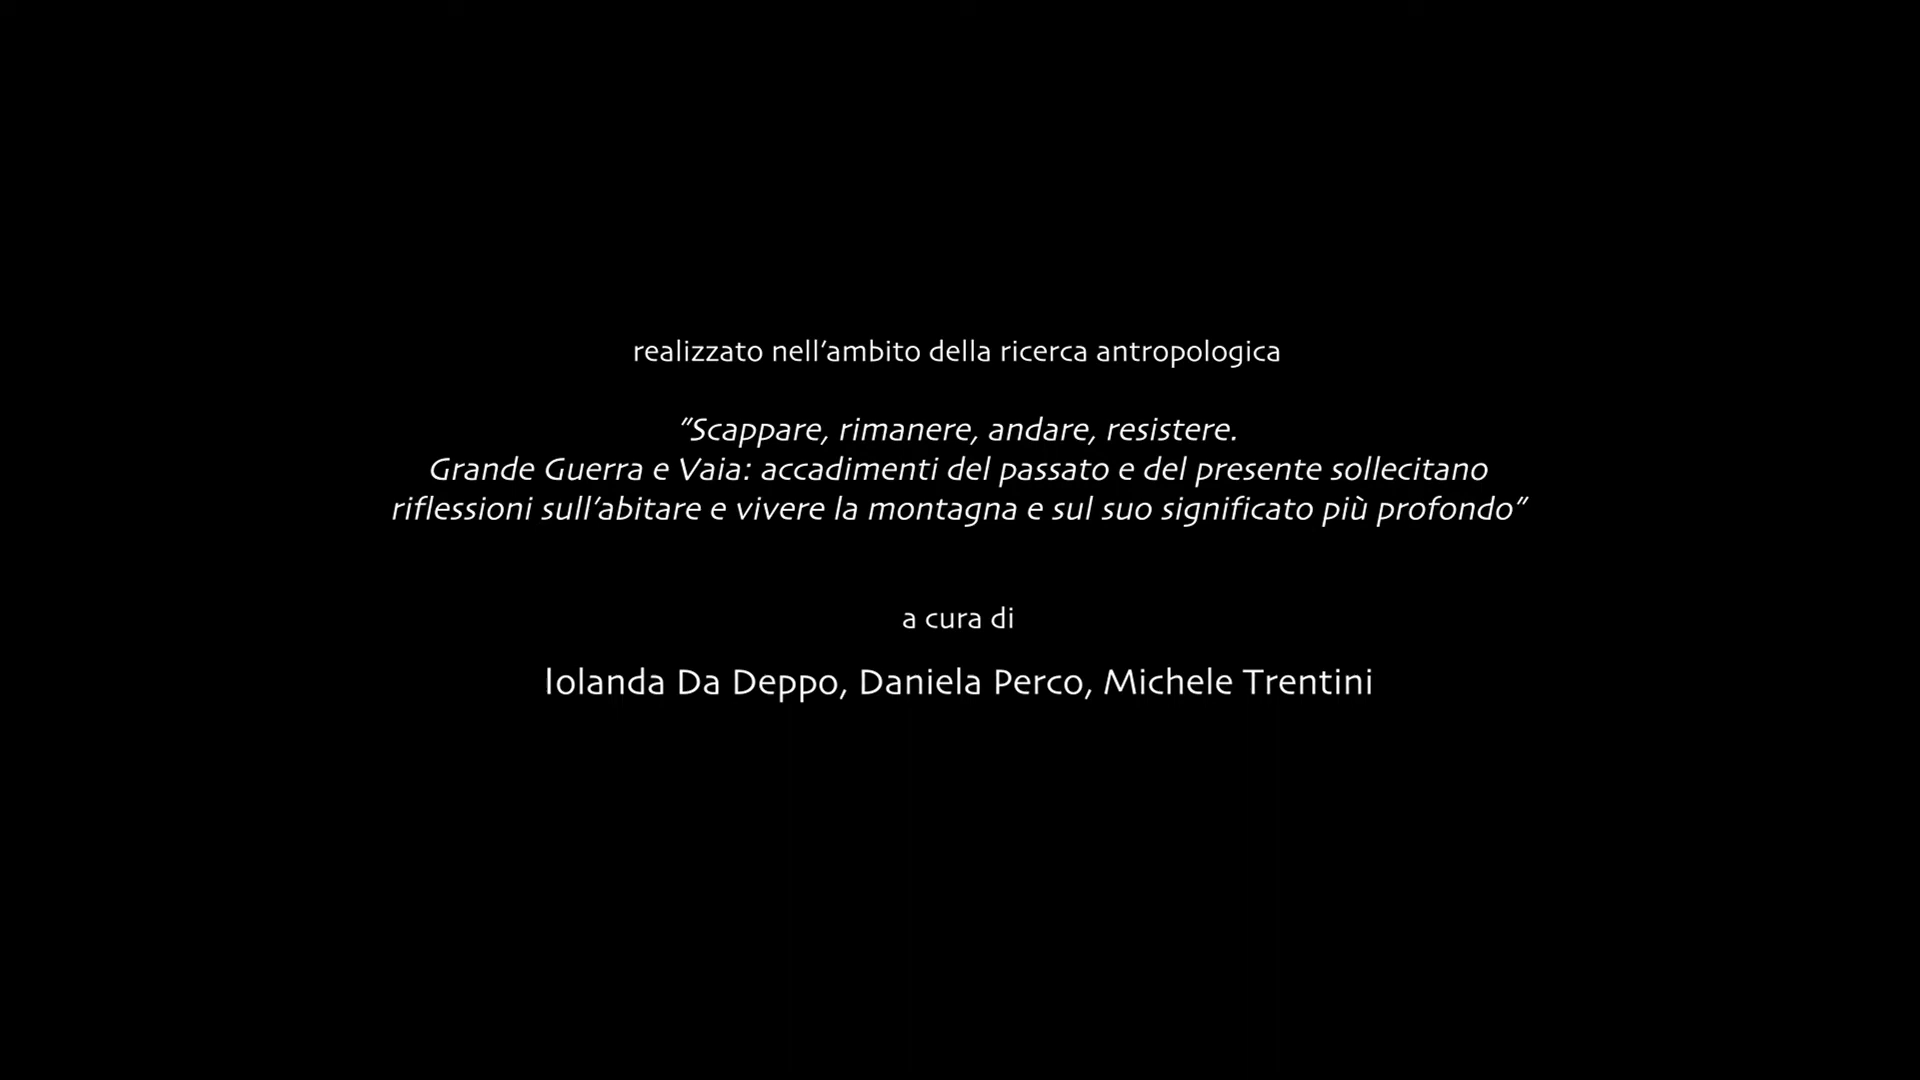 realizzato nell’ambito della ricerca antropologica
“Scappare, rimanere, andare, resistere.
Grande Guerra e Vaia: accadimenti del passato e del presente sollecitano
riflessioni sull’abitare e vivere la montagna e sul suo significato più profondo”
a cura di
Iolanda Da Deppo, Daniela Perco, Michele Trentini